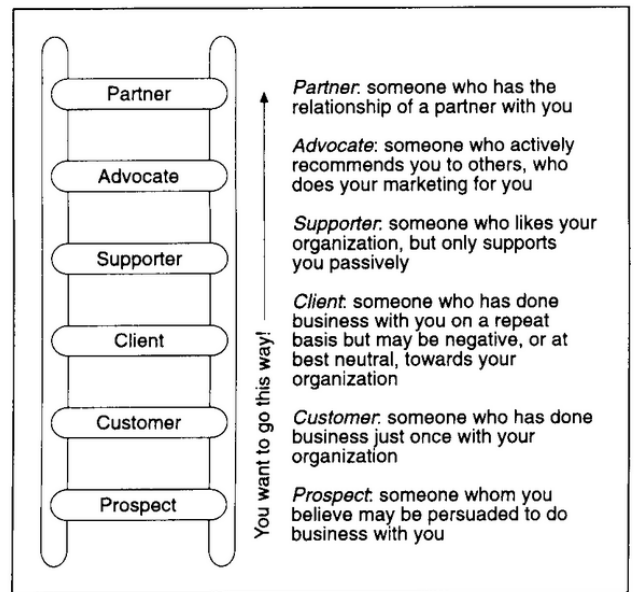 Partner
Advocate
Supporter
Client
Customer
Prospect
You want to go this way!
Partner: someone who has the
relationship of a partner with you
Advocate: someone who actively
recommends you to others, who
does your marketing for you
Supporter: someone who likes your
organization, but only supports
you passively
Client: someone who has done
business with you on a repeat
basis but may be negative, or at
best neutral, towards your
organization
Customer: someone who has done
business just once with your
organization
Prospect: someone whom you
believe may be persuaded to do
business with you